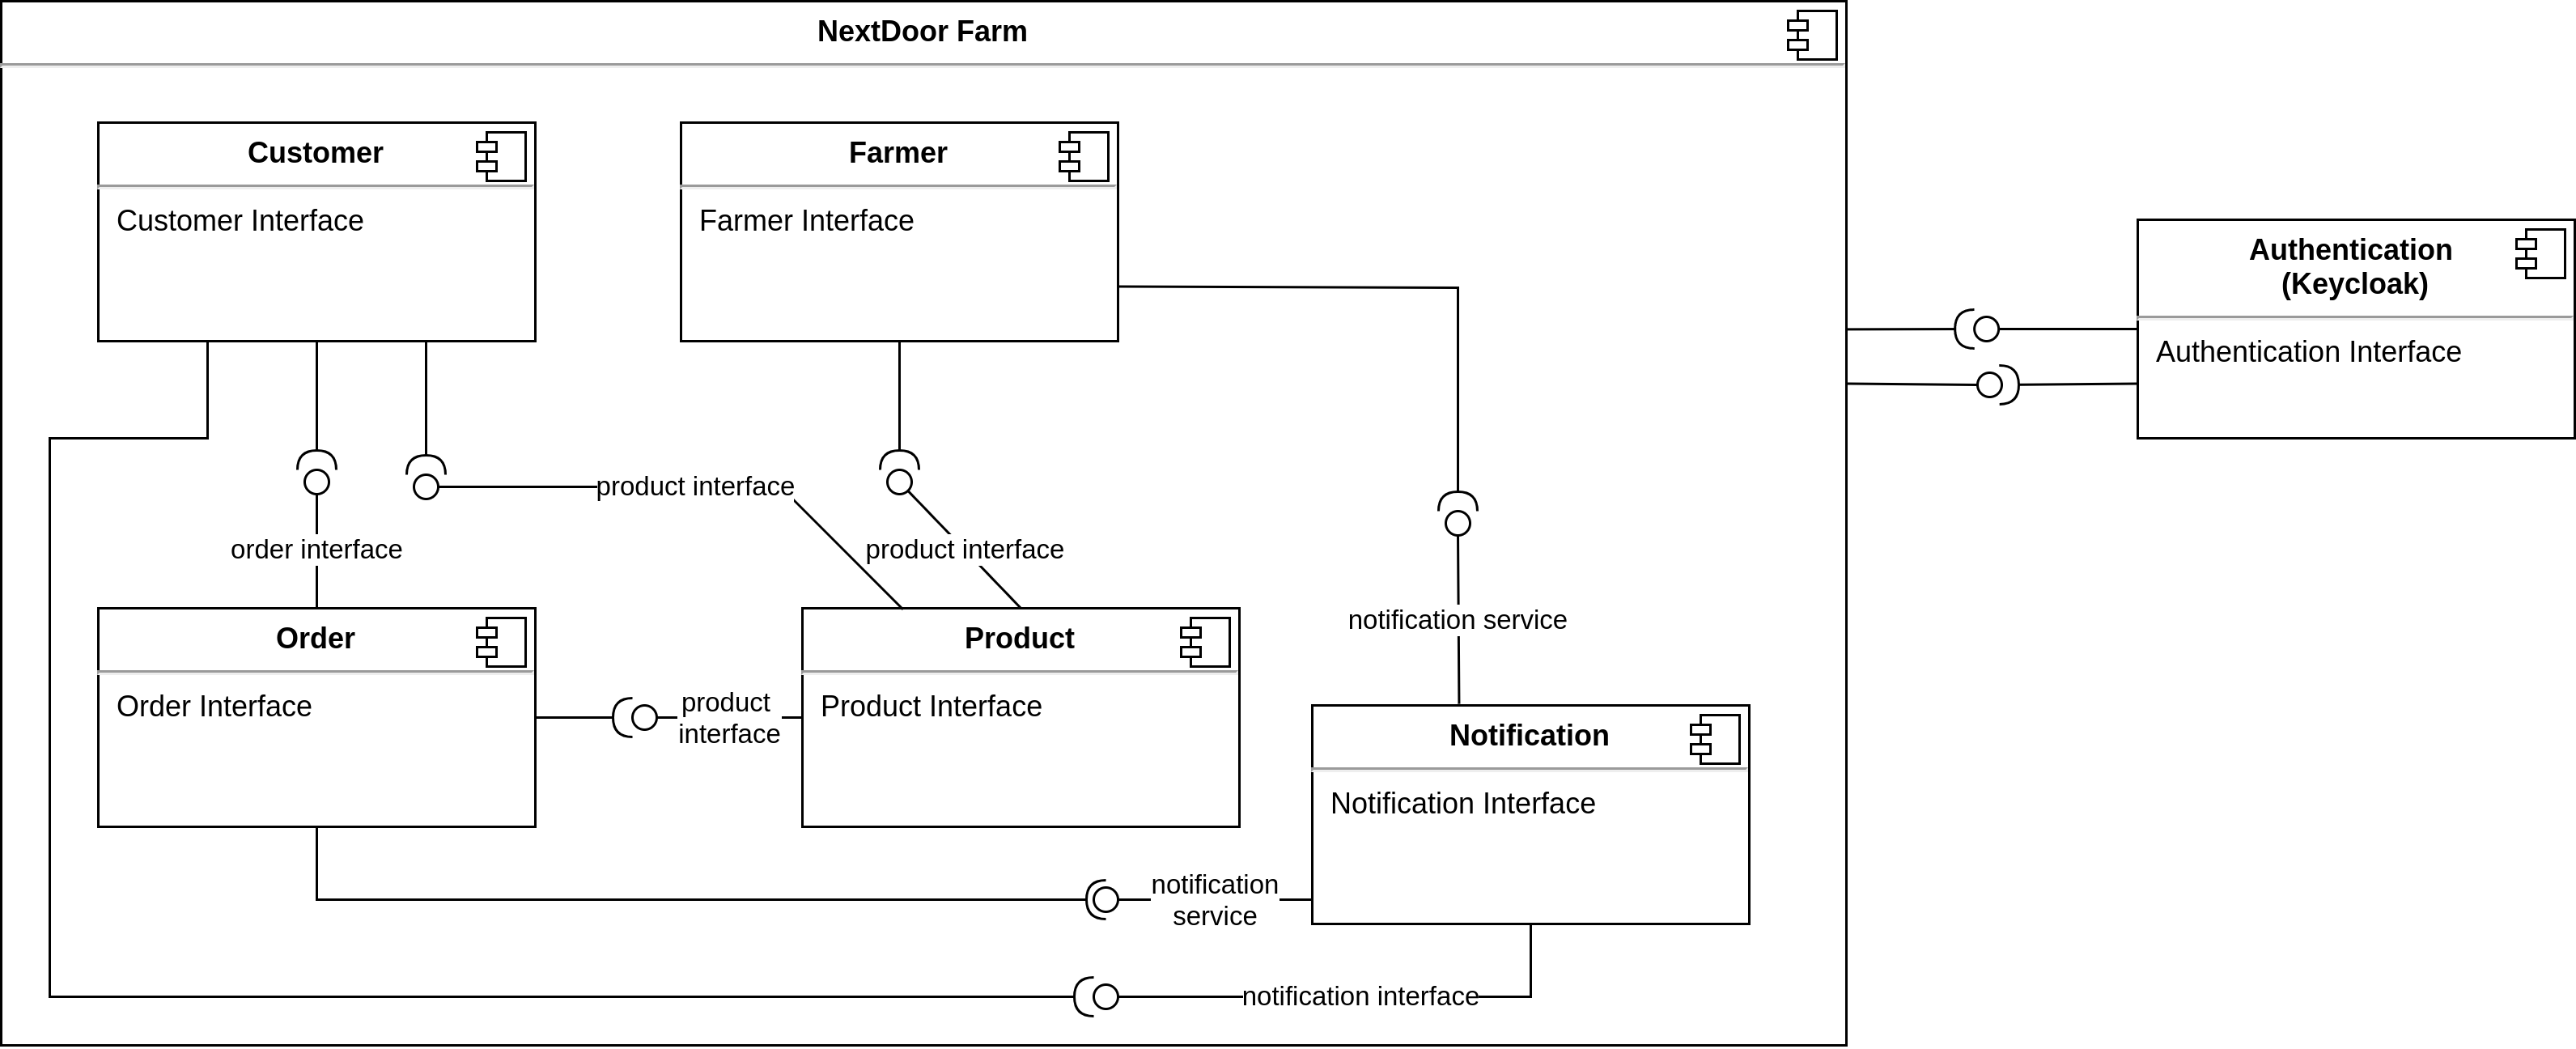 NextDoor Farm
Customer
Customer Interface
Farmer
Farmer Interface
Authentication
(Keycloak)
Authentication Interface
product interface
order interface
product interface
notification service
Order
Order Interface
product
interface
Product
Product Interface
Notification
Notification Interface
notification
service
notification interface